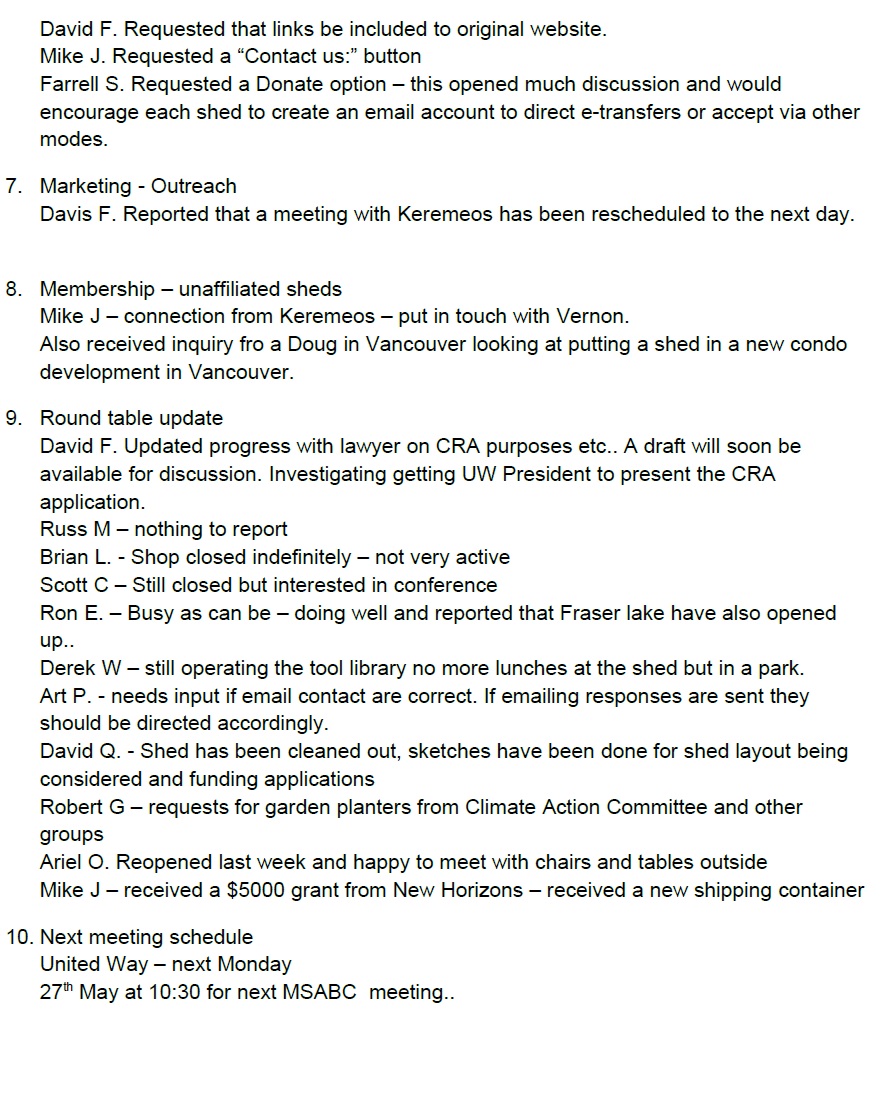 David F. Requested that links be included to original website.
Mike J. Requested a “Contact us:” button
Farrell S. Requested a Donate option – this opened much discussion and would
encourage each shed to create an email account to direct e-transfers or accept via other
modes.
7. Marketing - Outreach
Davis F. Reported that a meeting with Keremeos has been rescheduled to the next day.
8. Membership – unaffiliated sheds
Mike J – connection from Keremeos – put in touch with Vernon.
Also received inquiry fro a Doug in Vancouver looking at putting a shed in a new condo
development in Vancouver.
9. Round table update
David F. Updated progress with lawyer on CRA purposes etc.. A draft will soon be
available for discussion. Investigating getting UW President to present the CRA
application.
Russ M – nothing to report
Brian L. - Shop closed indefinitely – not very active
Scott C – Still closed but interested in conference
Ron E. – Busy as can be – doing well and reported that Fraser lake have also opened
up..
Derek W – still operating the tool library no more lunches at the shed but in a park.
Art P. - needs input if email contact are correct. If emailing responses are sent they
should be directed accordingly.
David Q. - Shed has been cleaned out, sketches have been done for shed layout being
considered and funding applications
Robert G – requests for garden planters from Climate Action Committee and other
groups
Ariel O. Reopened last week and happy to meet with chairs and tables outside
Mike J – received a $5000 grant from New Horizons – received a new shipping container
10. Next meeting schedule
United Way – next Monday
27th May at 10:30 for next MSABC  meeting..